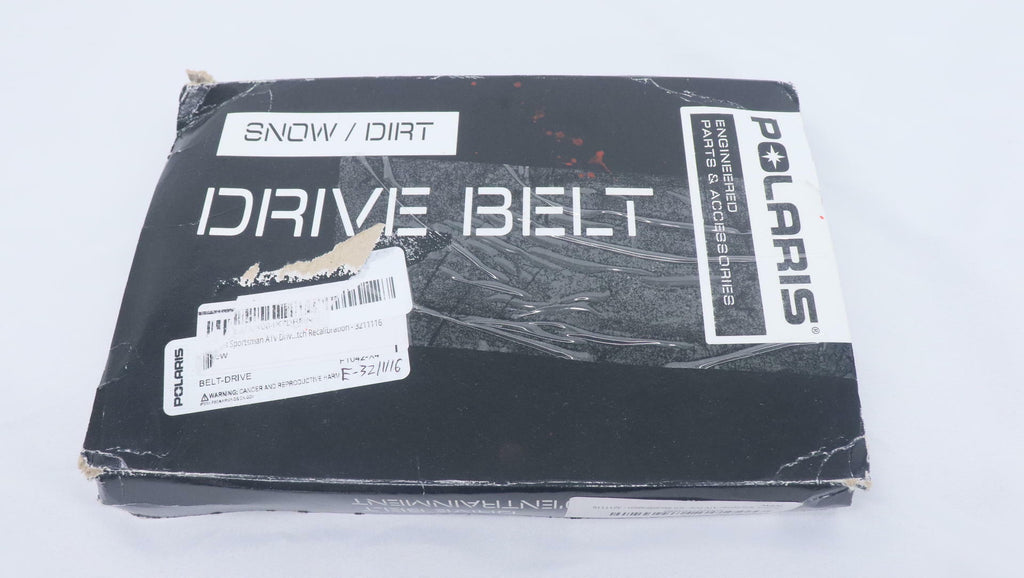 SNOW / DIRT
DRIVE BELT
POLARIS®
ENGINEERED
PARTS & ACCESSORIES
Sportsman ATV Recalibration - 3211116
POLARIS
BELT-DRIVE
E-3211116
WARNING: CANCER AND REPRODUCTIVE HARM
D'ENTRAINMENT